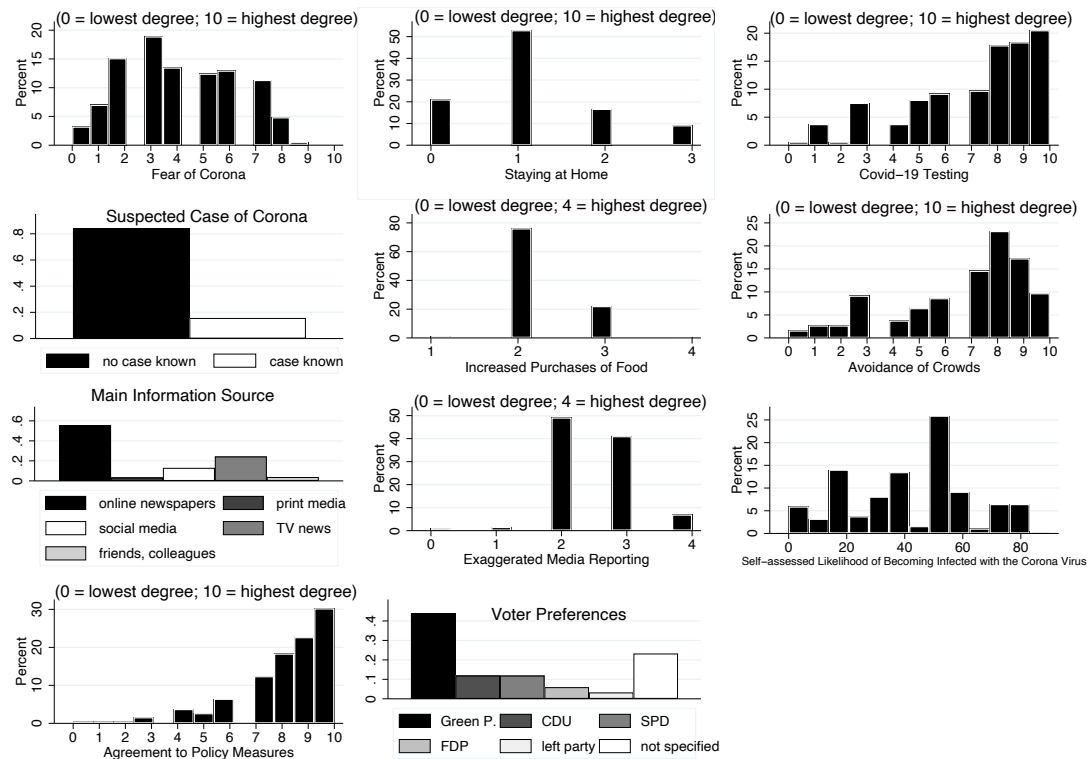 (0 = lowest degree; 10 = highest degree)
Percent
0 5 10 15 20
0 1 2 3 4 5 6 7 8 9 10
Fear of Corona
(0 = lowest degree; 10 = highest degree)
Percent
0 10 20 30 40 50
0 1 2 3
Staying at Home
(0 = lowest degree; 10 = highest degree)
Percent
0 5 10 15 20
0 1 2 3 4 5 6 7 8 9 10
Covid−19 Testing
Suspected Case of Corona
0 .2 .4 .6 .8
no case known case known
(0 = lowest degree; 4 = highest degree)
Percent
0 20 40 60 80
1 2 3 4
Increased Purchases of Food
(0 = lowest degree; 10 = highest degree)
Percent
0 5 10 15 20 25
0 1 2 3 4 5 6 7 8 9 10
Avoidance of Crowds
Main Information Source
0 .2 .4 .6
online newspapers print media
social media TV news
friends, colleagues
(0 = lowest degree; 4 = highest degree)
Percent
0 10 20 30 40 50
0 1 2 3 4
Exaggerated Media Reporting
Percent
0 5 10 15 20 25
0 20 40 60 80
Self−assessed Likelihood of Becoming Infected with the Corona Virus
(0 = lowest degree; 10 = highest degree)
Percent
0 10 20 30
0 1 2 3 4 5 6 7 8 9 10
Agreement to Policy Measures
Voter Preferences
0 .1 .2 .3 .4
Green P. CDU SPD
FDP left party not specified